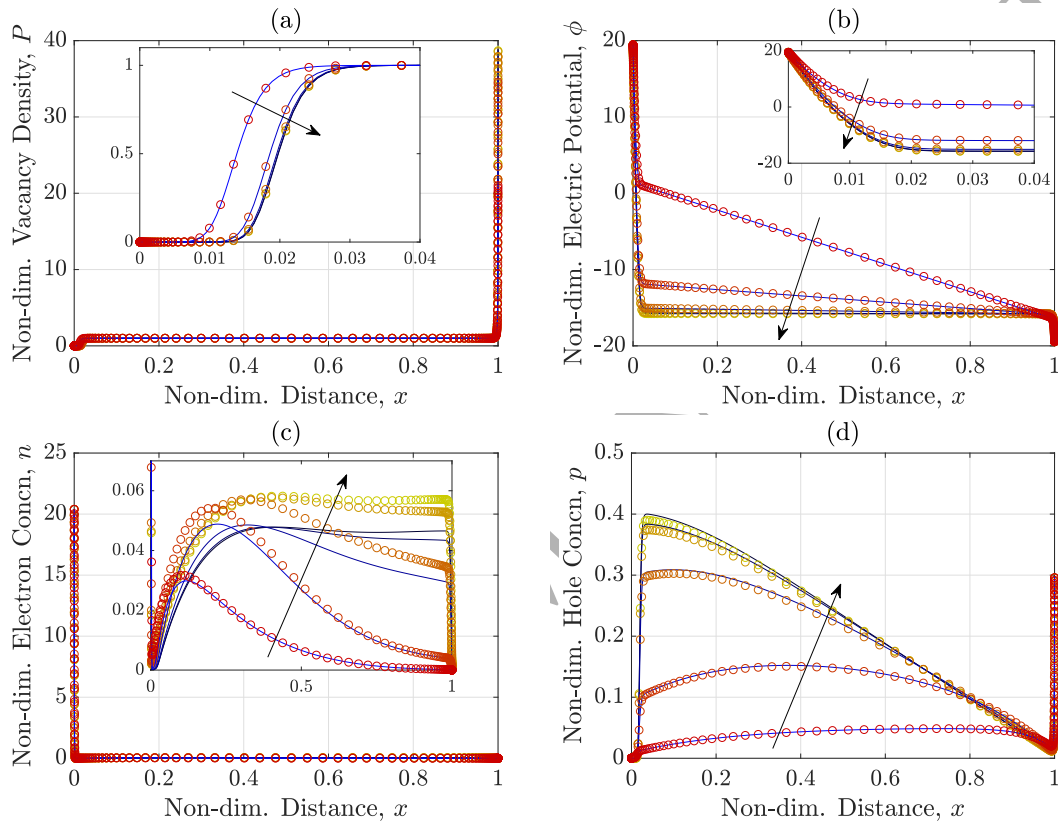 (a)
Non-dim. Vacancy Density, P
40
35
30
25
20
15
10
5
0
1
0.5
0
0 0.01 0.02 0.03 0.04
0 0.2 0.4 0.6 0.8 1
Non-dim. Distance, x
(b)
Non-dim. Electric Potential, ϕ
20
10
0
-10
-20
20
0
-20
0 0.01 0.02 0.03 0.04
0 0.2 0.4 0.6 0.8 1
Non-dim. Distance, x
(c)
Non-dim. Electron Concn, n
25
20
15
10
5
0
0.06
0.04
0.02
0
0 0.5 1
0 0.2 0.4 0.6 0.8 1
Non-dim. Distance, x
(d)
Non-dim. Hole Concn, p
0.5
0.4
0.3
0.2
0.1
0
0 0.2 0.4 0.6 0.8 1
Non-dim. Distance, x